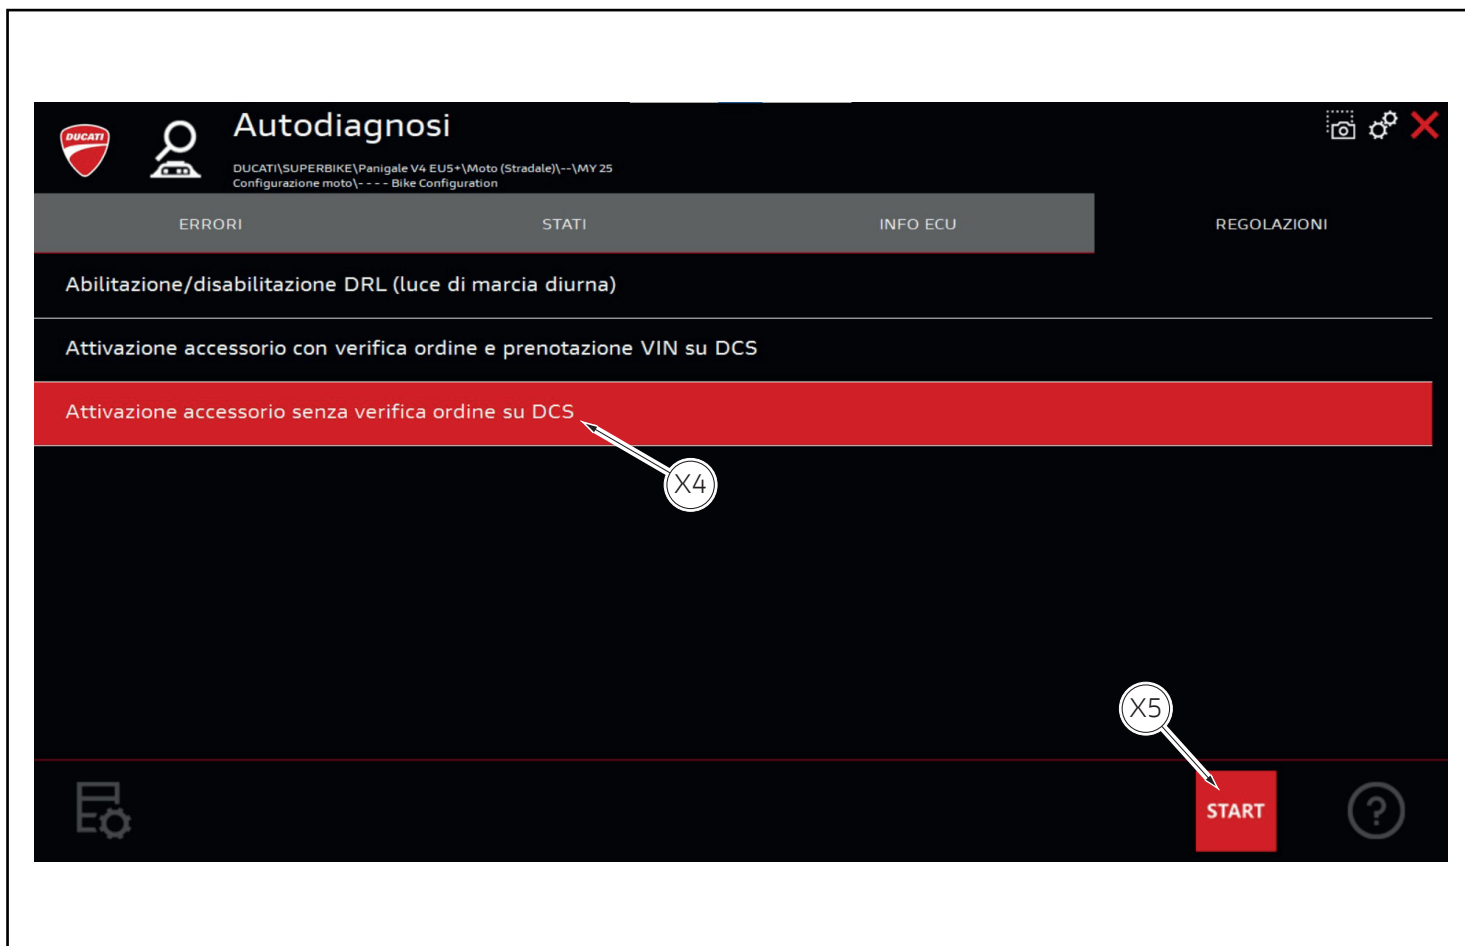 DUCATI
Autodiagnosi
DUCATI\SUPERBIKE\Panigale V4 EU5+\Moto (Stradale)\--\MY 25
Configurazione moto\- - - - Bike Configuration
ERRORI STATI INFO ECU REGOLAZIONI
Abilitazione/disabilitazione DRL (luce di marcia diurna)
Attivazione accessorio con verifica ordine e prenotazione VIN su DCS
Attivazione accessorio senza verifica ordine su DCS
X4
X5
START
?